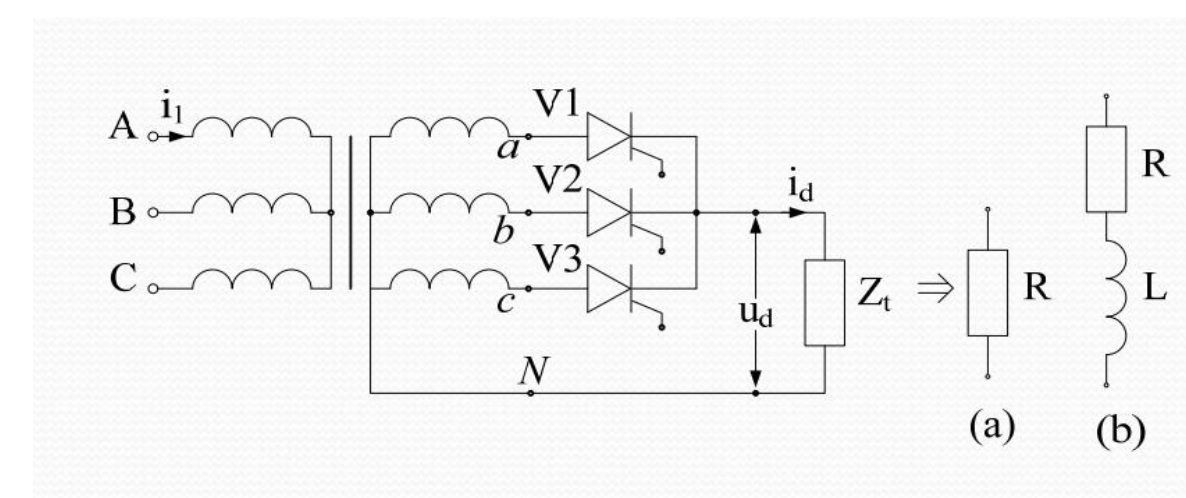 A i₁ V1 a
B V2 b i_d
C V3 c u_d Z_t ⇒ R R L
N
(a) (b)